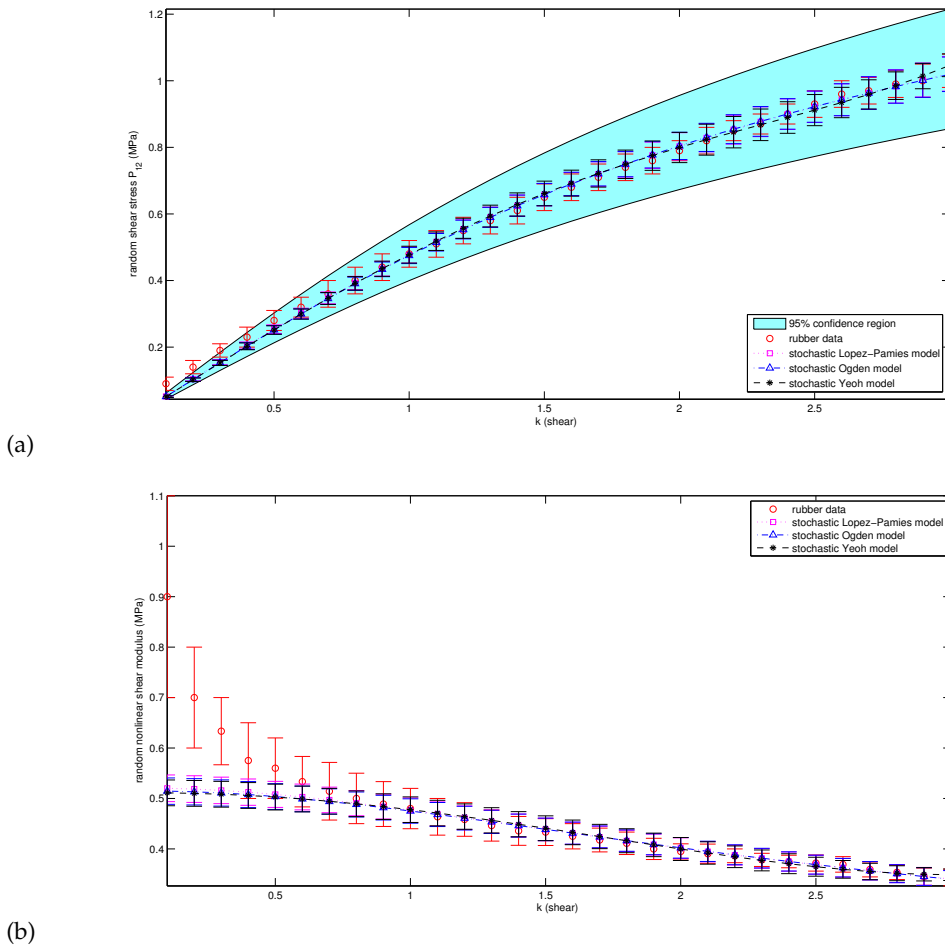 1.2
1
0.8
0.6
0.4
0.2
random shear stress P12 (MPa)
0.5 1 1.5 2 2.5
k (shear)
95% confidence region
rubber data
stochastic Lopez−Pamies model
stochastic Ogden model
stochastic Yeoh model
(a)
1.1
1
0.9
0.8
0.7
0.6
0.5
0.4
random nonlinear shear modulus (MPa)
0.5 1 1.5 2 2.5
k (shear)
rubber data
stochastic Lopez−Pamies model
stochastic Ogden model
stochastic Yeoh model
(b)